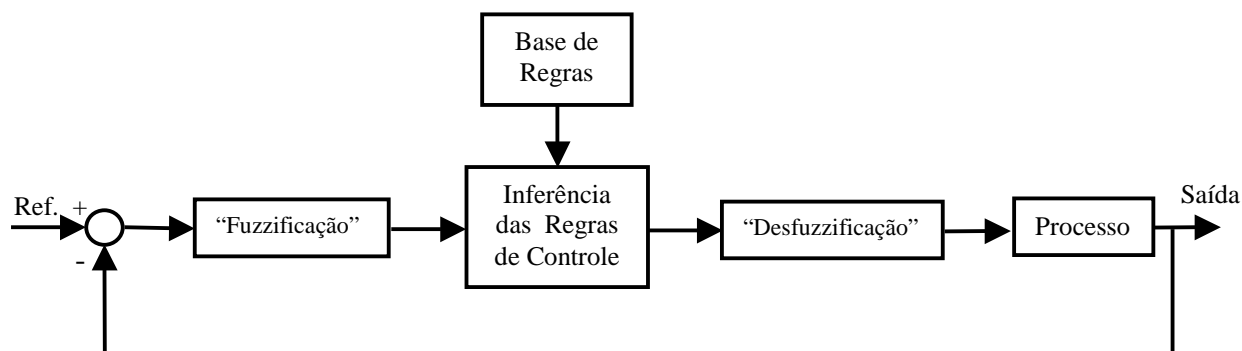 Base de
Regras
Ref.
+
-
“Fuzzificação”
Inferência
das Regras
de Controle
“Desfuzzificação”
Processo
Saída